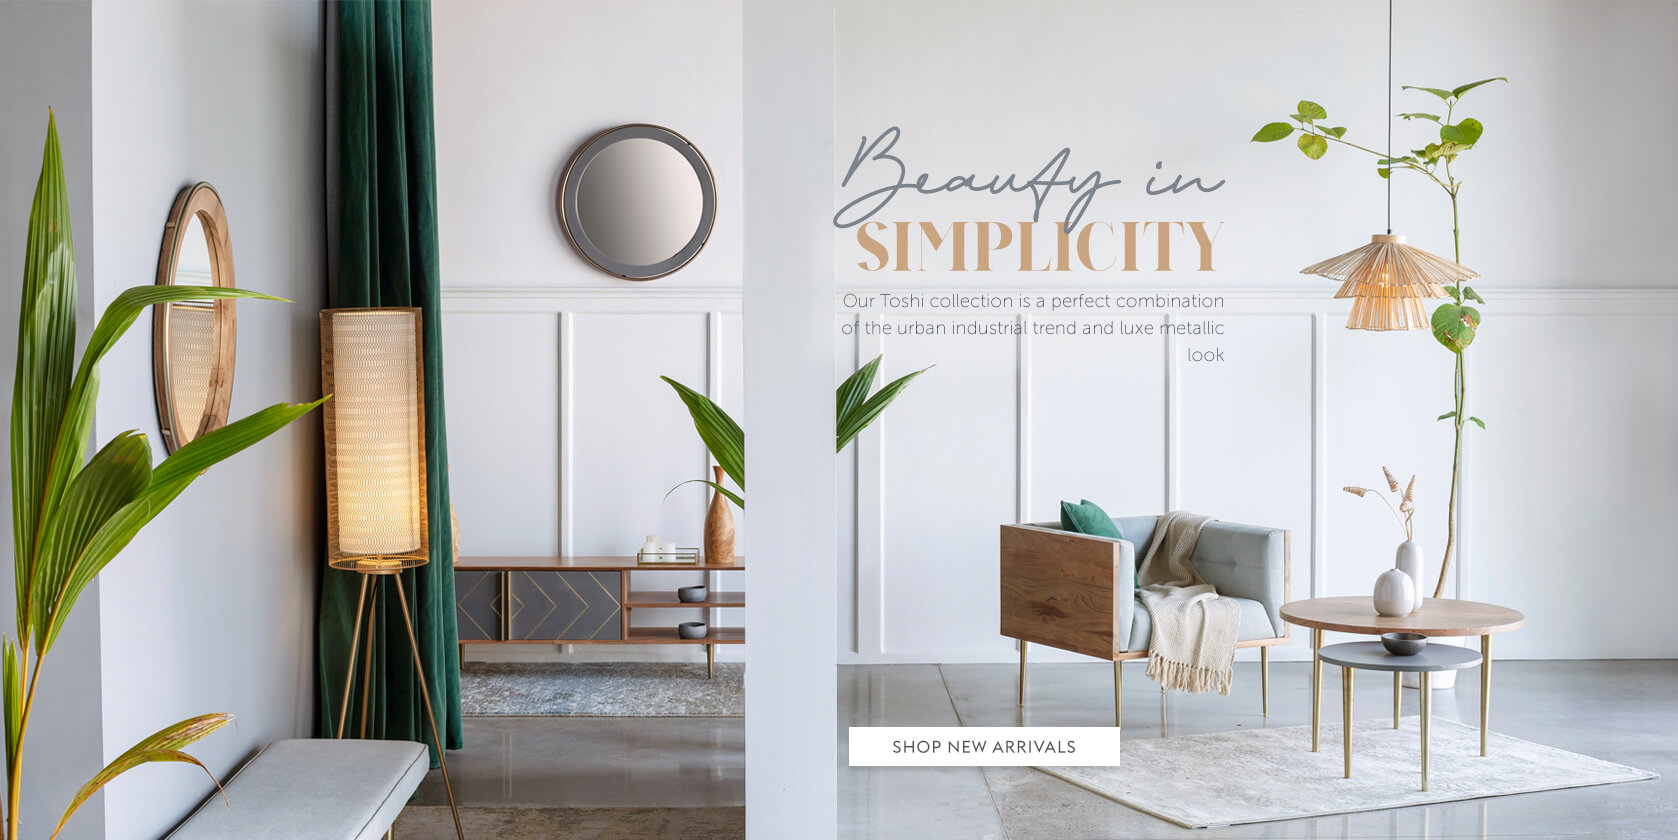 Beauty in
SIMPLICITY
Our Toshi collection is a perfect combination
of the urban industrial trend and luxe metallic
look
SHOP NEW ARRIVALS